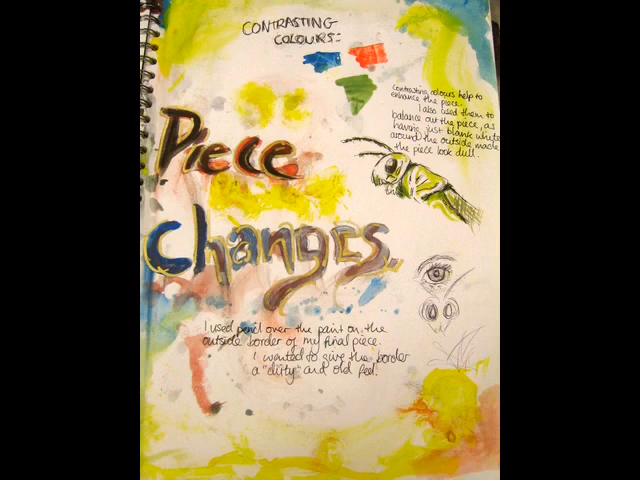 CONTRASTING
COLOURS:-
contrasting colours help to
enhance the piece.
I also used them to
balance out the piece, as
having just blank white
around the outside made
the piece look dull.
Piece
changes.
I used pencil over the paint on the
outside border of my final piece.
I wanted to give the border
a "dirty" and old feel.